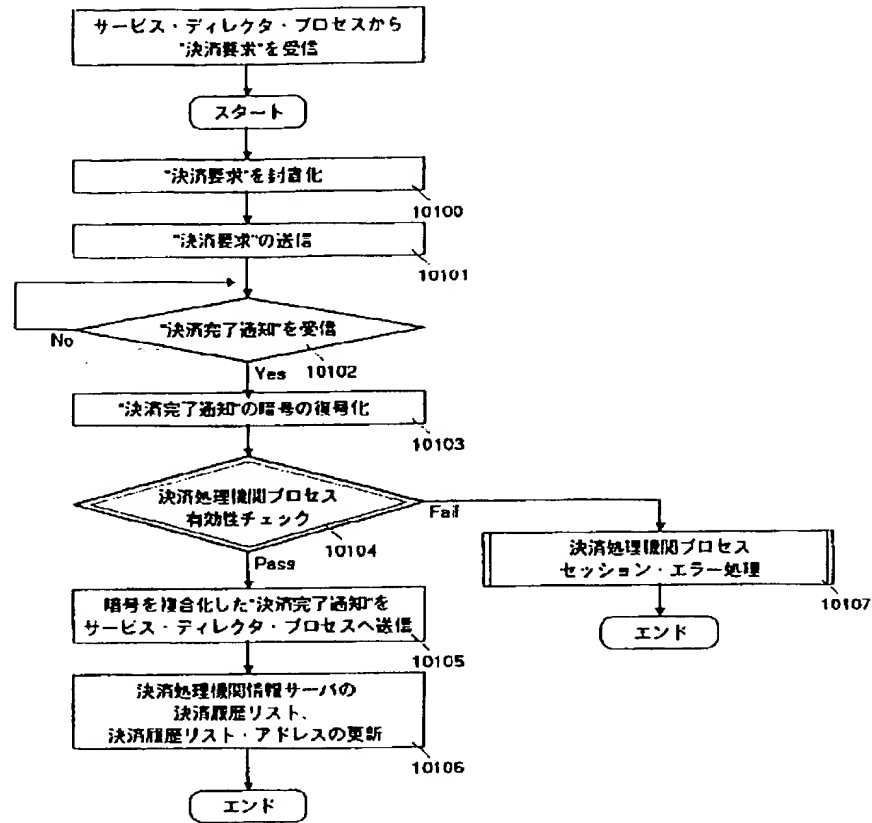 サービス・ディレクタ・プロセスから
"決済要求"を受信
スタート
"決済要求"を封書化
10100
"決済要求"の送信
10101
"決済完了通知"を受信
No
10102
Yes
"決済完了通知"の暗号の復号化
10103
決済処理機関プロセス
有効性チェック
Fail
10104
Pass
決済処理機関プロセス
セッション・エラー処理
10107
エンド
暗号を複合化した"決済完了通知"を
サービス・ディレクタ・プロセスへ送信
10105
決済処理機関情報サーバの
決済履歴リスト、
決済履歴リスト・アドレスの更新
10106
エンド